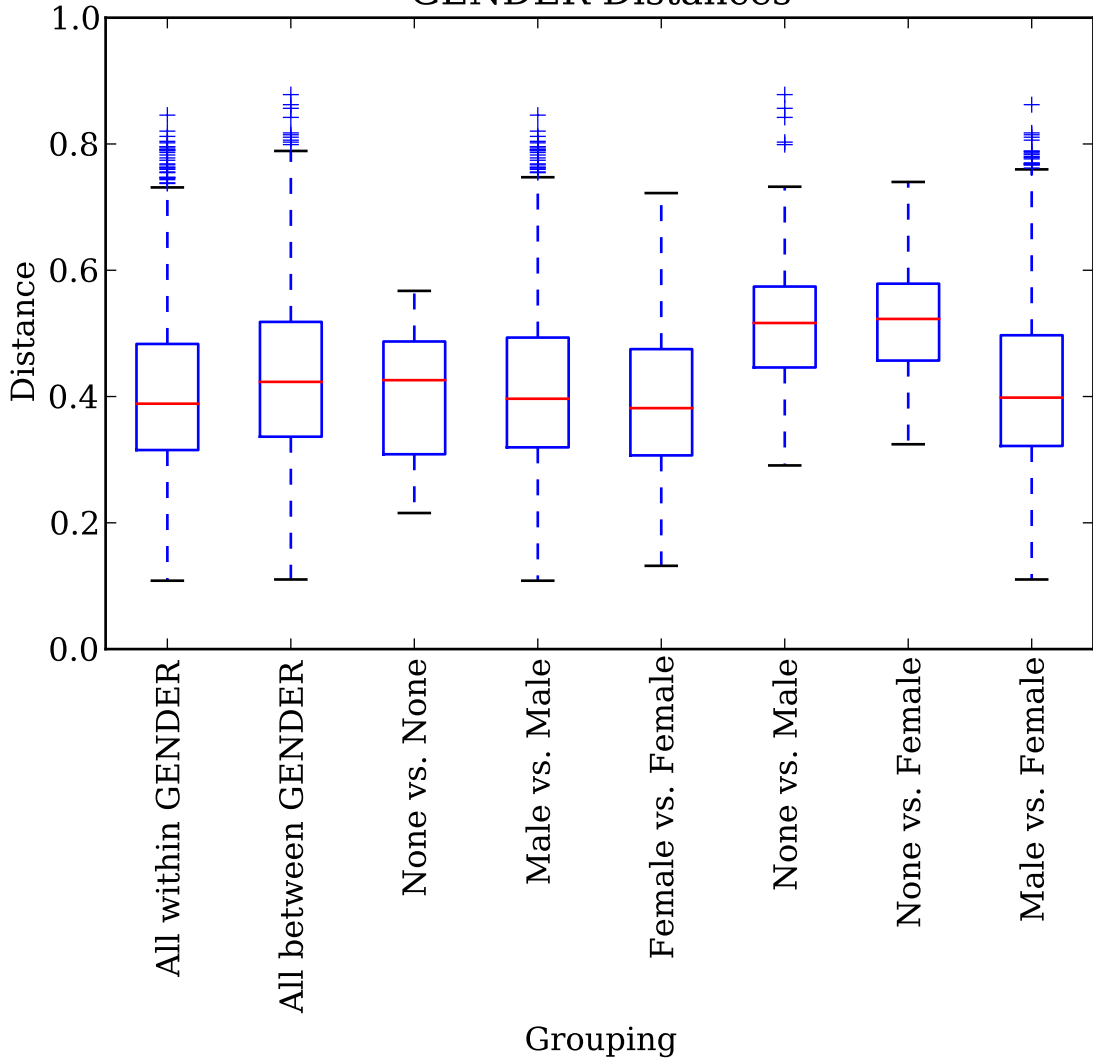 GENDER Distances
1.0
0.8
0.6
0.4
0.2
0.0
Distance
All within GENDER
All between GENDER
None vs. None
Male vs. Male
Female vs. Female
None vs. Male
None vs. Female
Male vs. Female
Grouping